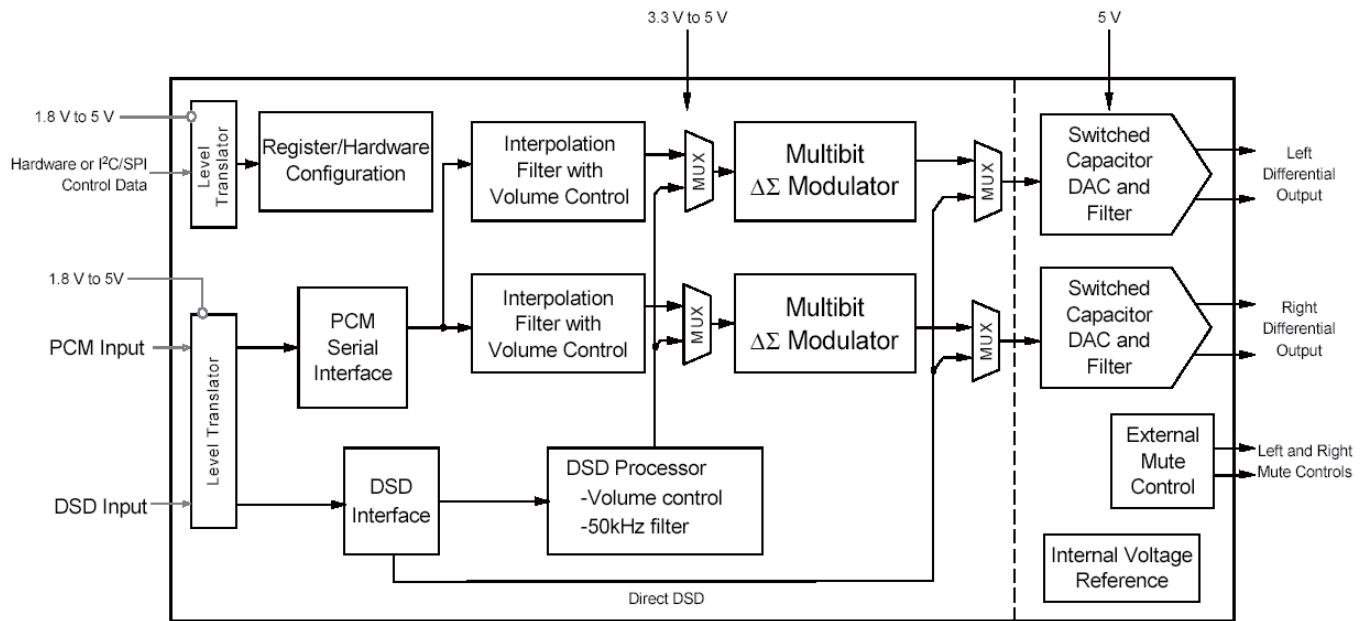 3.3 V to 5 V
5 V
1.8 V to 5 V
Hardware or I²C/SPI
Control Data
Level
Translator
Register/Hardware
Configuration
Interpolation
Filter with
Volume Control
MUX
Multibit
ΔΣ Modulator
MUX
Switched
Capacitor
DAC and
Filter
Left
Differential
Output
1.8 V to 5V
PCM Input
Level Translator
PCM
Serial
Interface
Interpolation
Filter with
Volume Control
MUX
Multibit
ΔΣ Modulator
MUX
Switched
Capacitor
DAC and
Filter
Right
Differential
Output
DSD Input
DSD
Interface
DSD Processor
-Volume control
-50kHz filter
External
Mute
Control
Left and Right
Mute Controls
Internal Voltage
Reference
Direct DSD